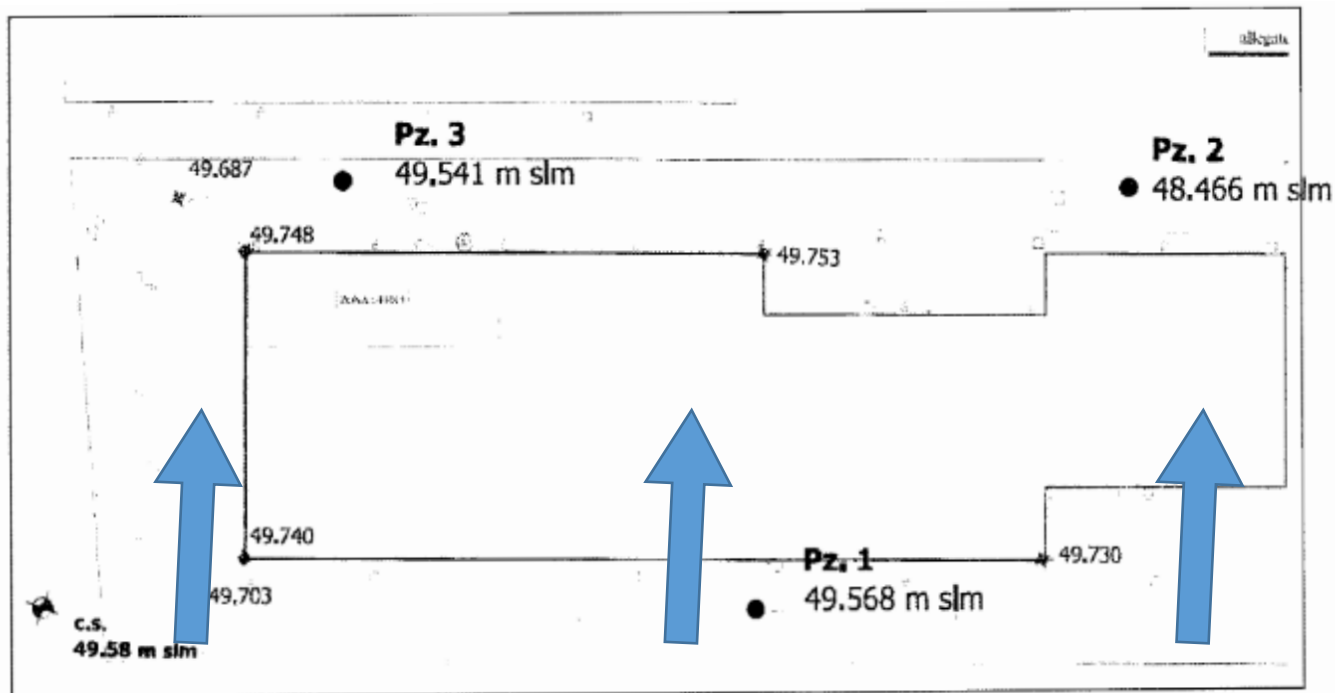 allegato
Pz. 3
49.541 m slm
Pz. 2
48.466 m slm
49.687
49.748
49.753
49.740
Pz. 1
49.730
49.568 m slm
49.703
c.s.
49.58 m slm